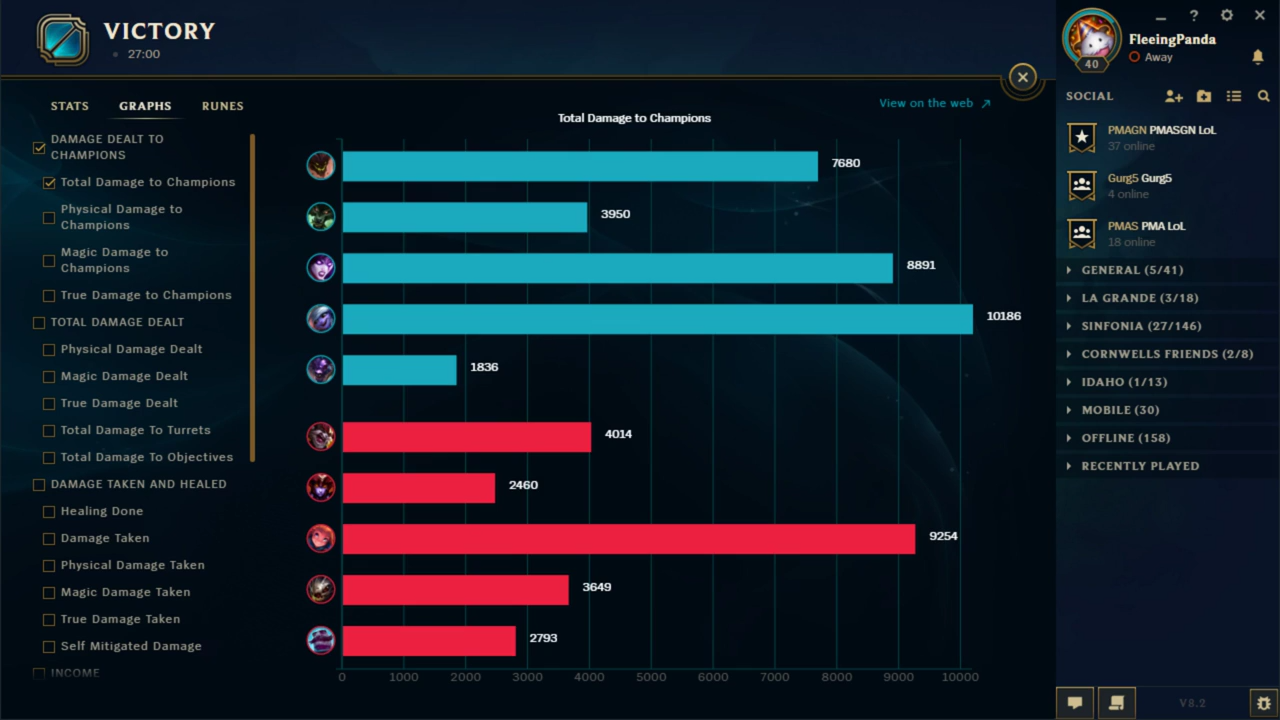 VICTORY
27:00
STATS
GRAPHS
RUNES
View on the web
Total Damage to Champions
DAMAGE DEALT TO
CHAMPIONS
Total Damage to Champions
Physical Damage to
Champions
Magic Damage to
Champions
True Damage to Champions
TOTAL DAMAGE DEALT
Physical Damage Dealt
Magic Damage Dealt
True Damage Dealt
Total Damage To Turrets
Total Damage To Objectives
DAMAGE TAKEN AND HEALED
Healing Done
Damage Taken
Physical Damage Taken
Magic Damage Taken
True Damage Taken
Self Mitigated Damage
INCOME
7680
3950
8891
10186
1836
4014
2460
9254
3649
2793
0 1000 2000 3000 4000 5000 6000 7000 8000 9000 10000
?
40
FleeingPanda
Away
SOCIAL
PMAGN PMASGN LoL
37 online
Gurg5 Gurg5
4 online
PMAS PMA LoL
18 online
GENERAL (5/41)
LA GRANDE (3/18)
SINFONIA (27/146)
CORNWELLS FRIENDS (2/8)
IDAHO (1/13)
MOBILE (30)
OFFLINE (158)
RECENTLY PLAYED
V8.2